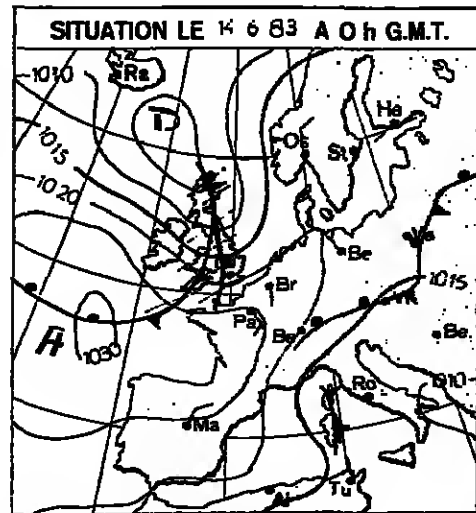 SITUATION LE 14 6 83 A 0 h G.M.T.
1010
Re
D
He
1015
Os
St
1020
Va
Be
1015
Br
Pa
Be
Vi
A
1030
Be
Ro
1010
Ma
Al
Tu